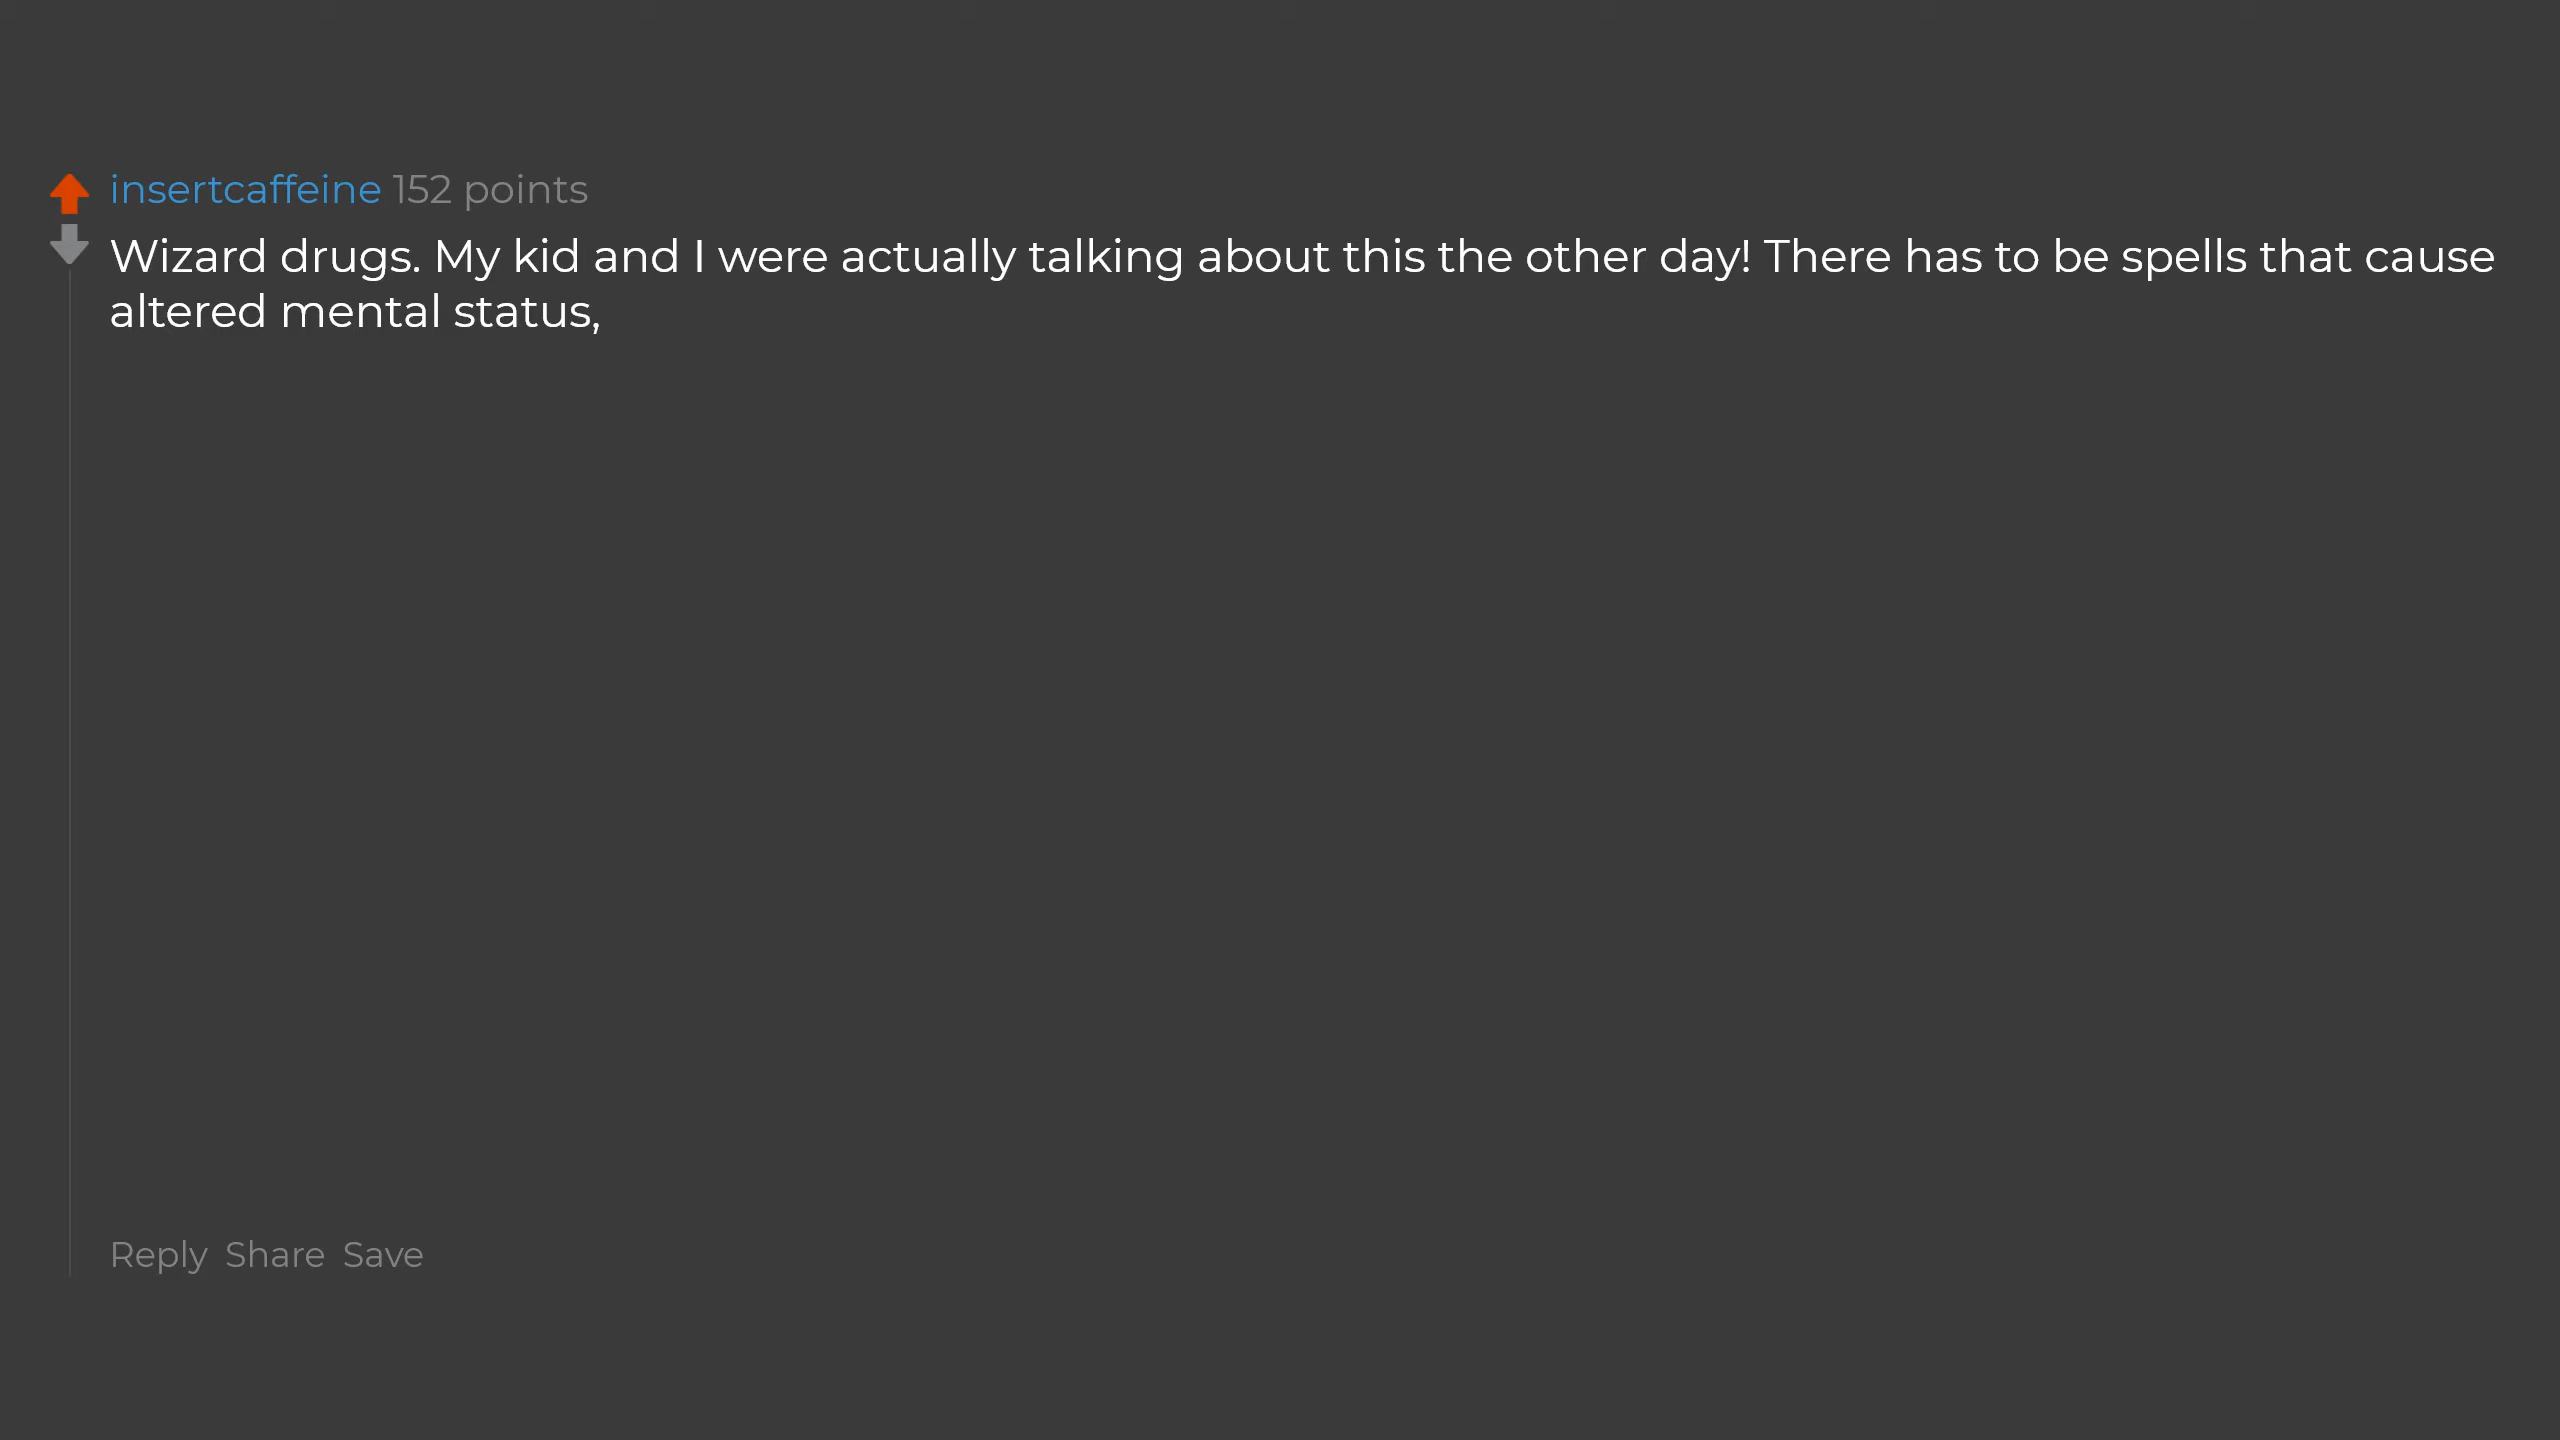 insertcaffeine 152 points
Wizard drugs. My kid and I were actually talking about this the other day! There has to be spells that cause
altered mental status,
Reply Share Save